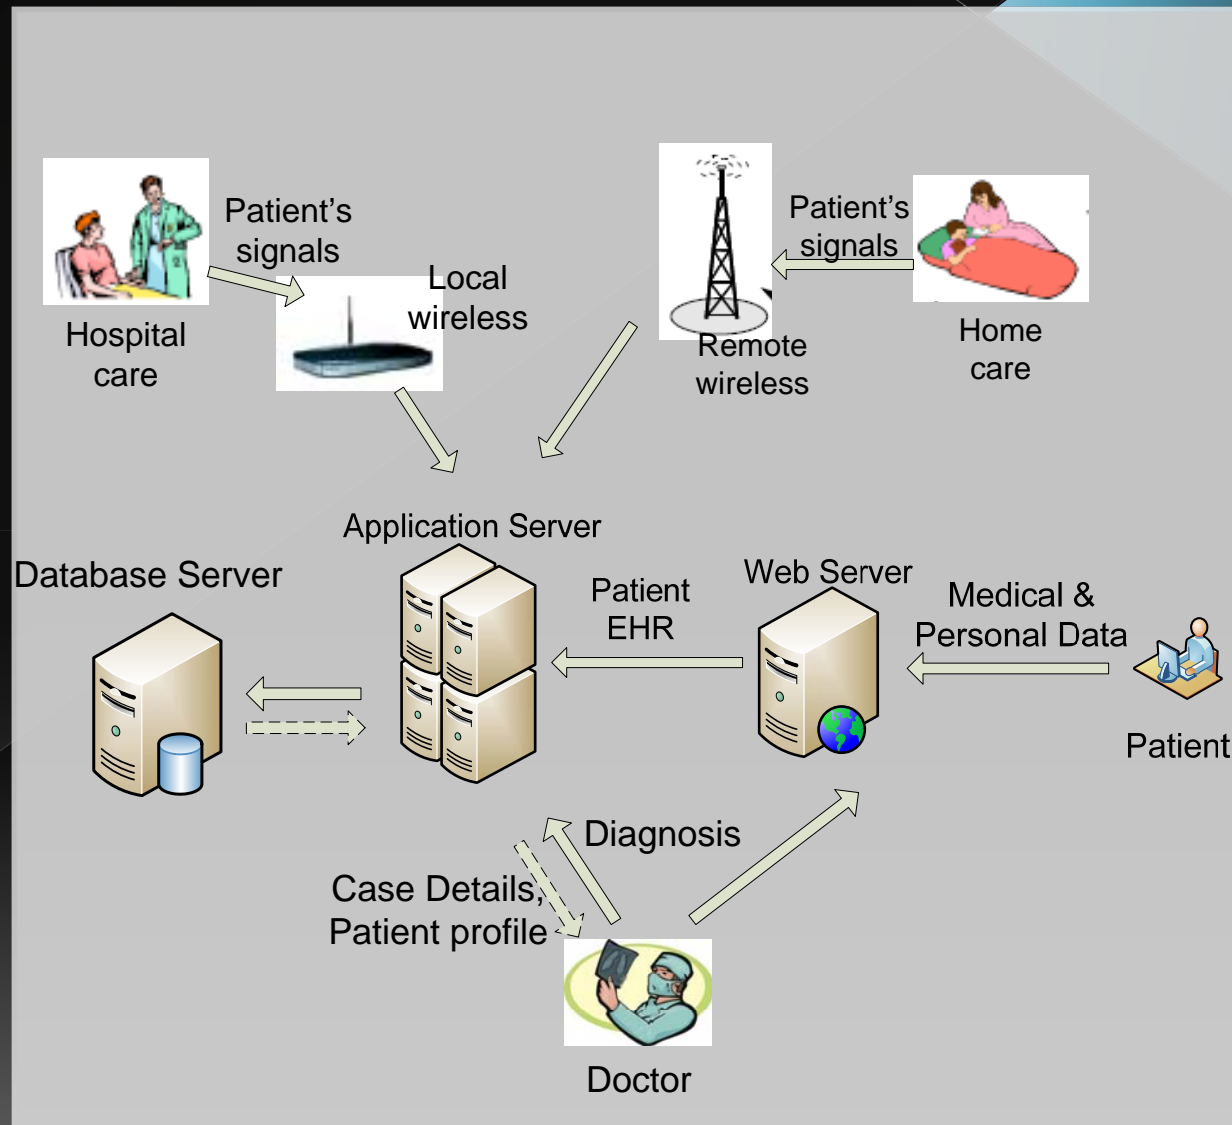 Patient's
signals
Hospital
care
Local
wireless
Patient's
signals
Remote
wireless
Home
care
Application Server
Database Server
Patient
EHR
Web Server
Medical &
Personal Data
Patient
Diagnosis
Case Details,
Patient profile
Doctor